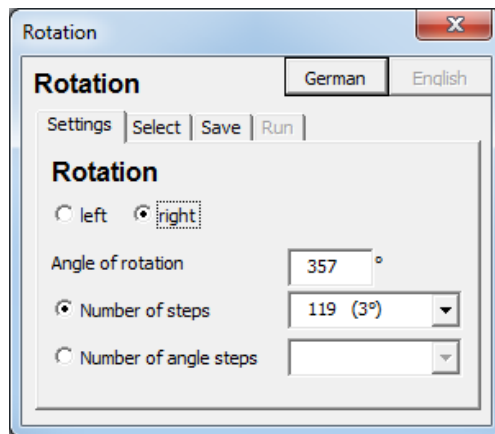 Rotation
Rotation German English
Settings Select Save Run
Rotation
left right
Angle of rotation 357 °
Number of steps 119 (3°)
Number of angle steps